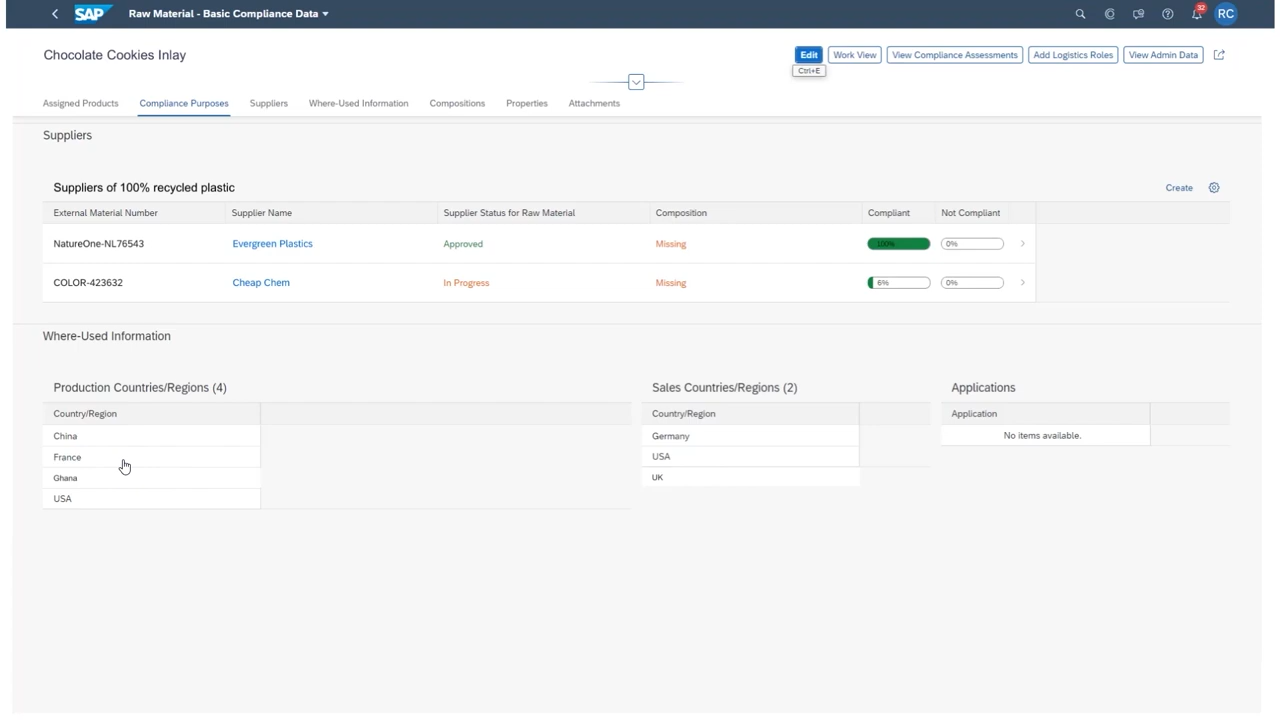 SAP Raw Material - Basic Compliance Data 32 RC
Chocolate Cookies Inlay Edit Work View View Compliance Assessments Add Logistics Roles View Admin Data
Ctrl+E
Assigned Products Compliance Purposes Suppliers Where-Used Information Compositions Properties Attachments
Suppliers
Suppliers of 100% recycled plastic Create
External Material Number Supplier Name Supplier Status for Raw Material Composition Compliant Not Compliant
NatureOne-NL76543 Evergreen Plastics Approved Missing 100% 0%
COLOR-423632 Cheap Chem In Progress Missing 6% 0%
Where-Used Information
Production Countries/Regions (4) Sales Countries/Regions (2) Applications
Country/Region Country/Region Application
China Germany No items available.
France USA
Ghana UK
USA